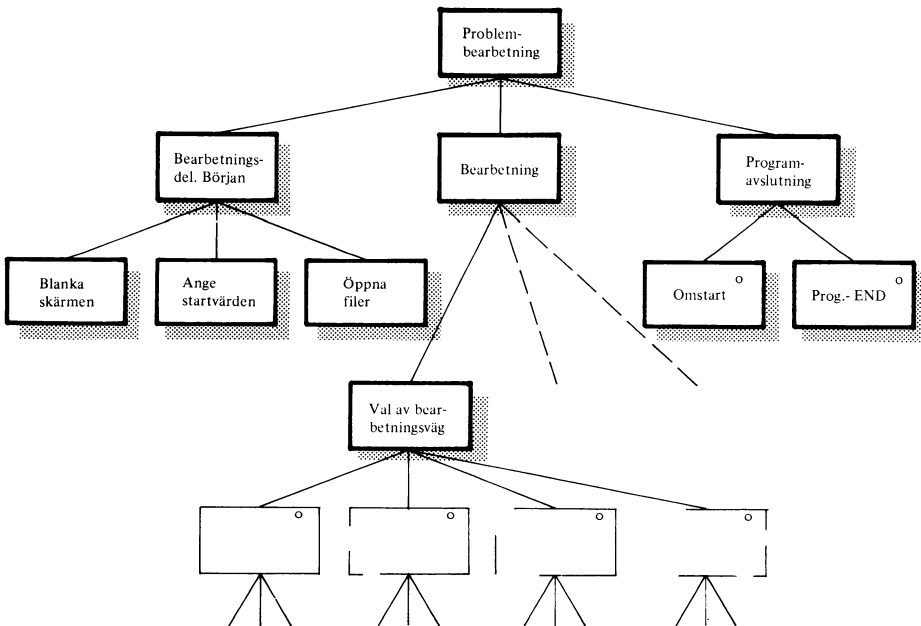 Problem-
bearbetning
Bearbetnings-
del. Början
Bearbetning
Program-
avslutning
Blanka
skärmen
Ange
startvärden
Öppna
filer
Omstart
o
Prog.- END
o
Val av bear-
betningsväg
o
o
o
o